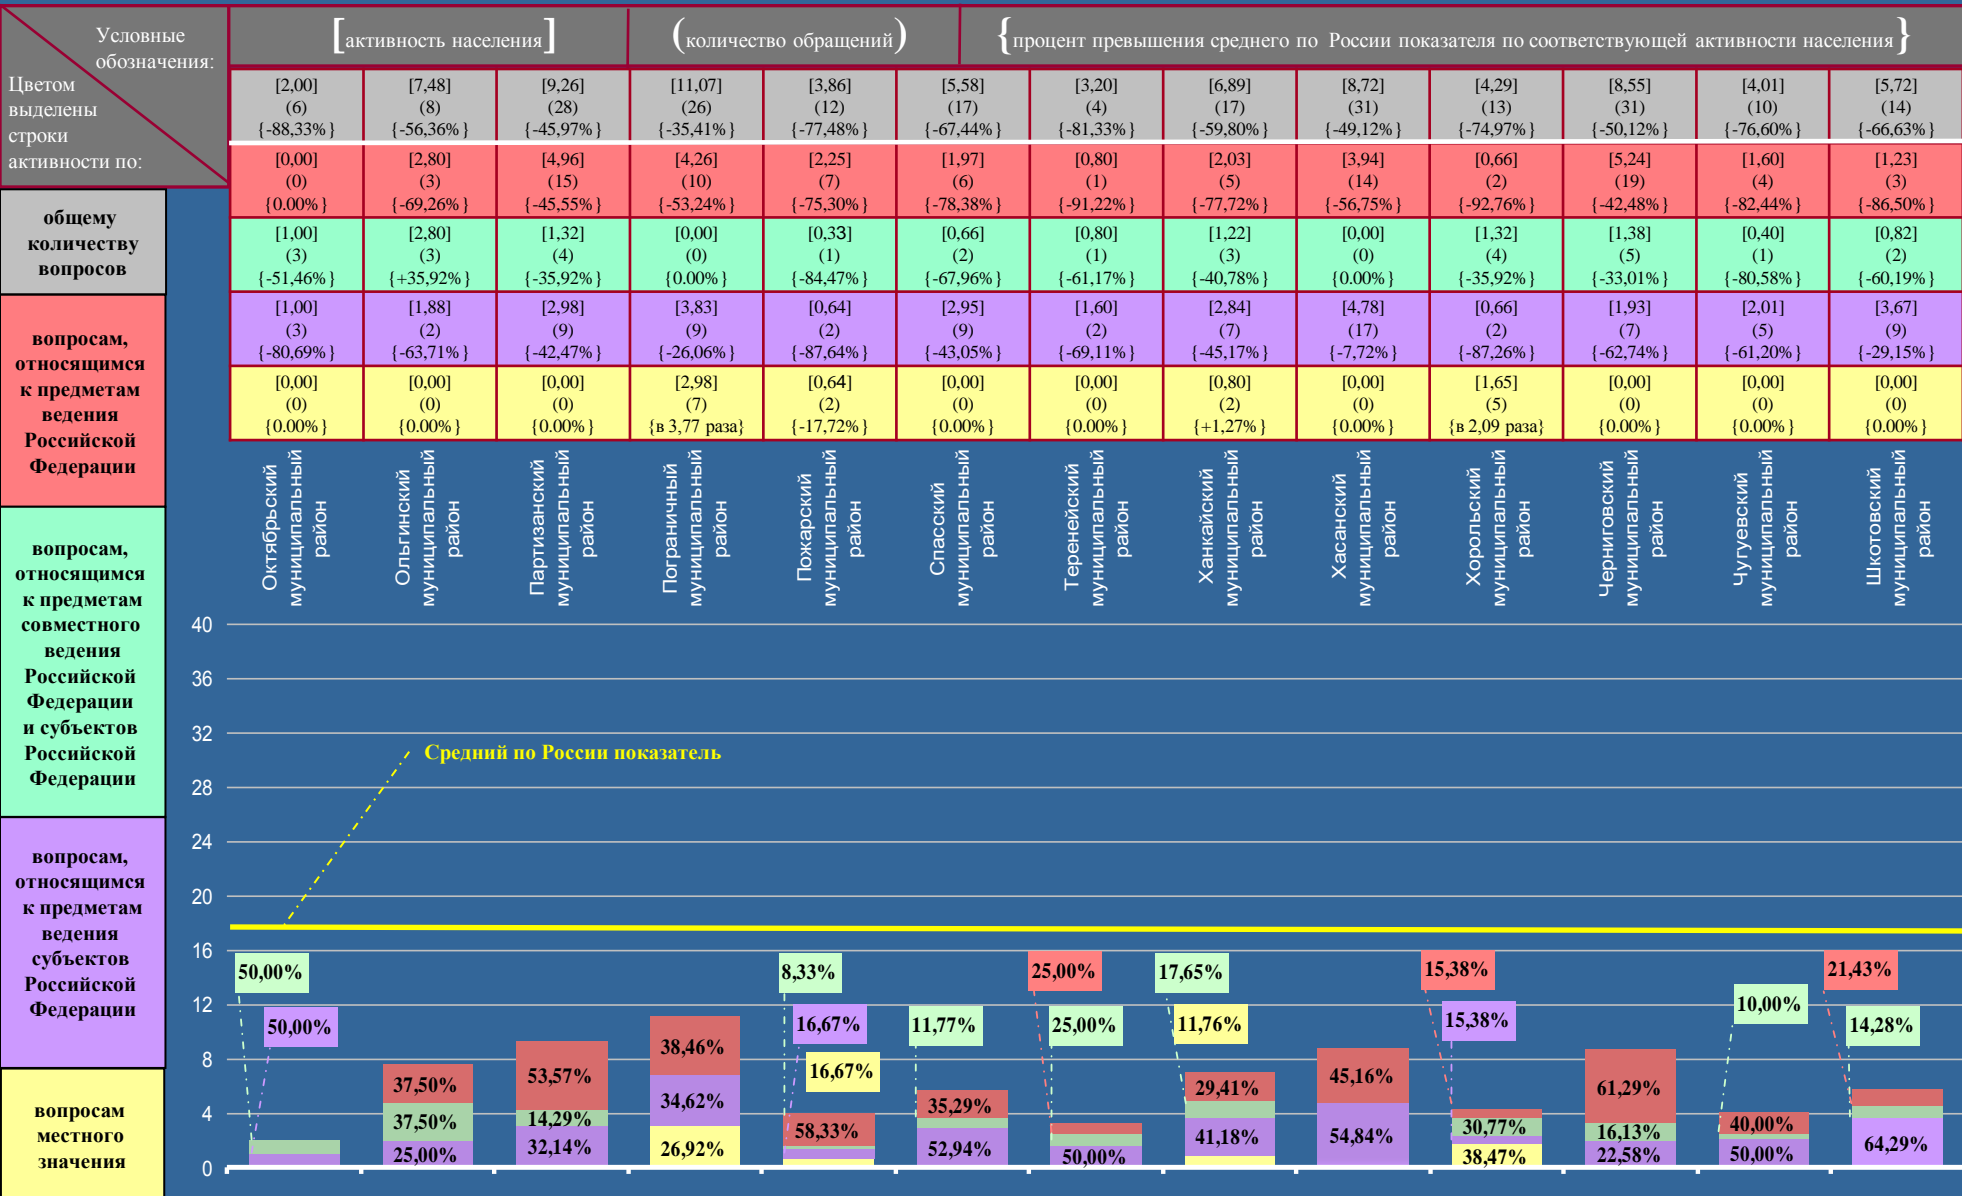 Условные
обозначения:
Цветом
выделены
строки
активности по:
[активность населения]
(количество обращений)
{процент превышения среднего по России показателя по соответствующей активности населения}
[2,00] [7,48] [9,26] [11,07] [3,86] [5,58] [3,20] [6,89] [8,72] [4,29] [8,55] [4,01] [5,72]
(6) (8) (28) (26) (12) (17) (4) (17) (31) (13) (31) (10) (14)
{-88,33%} {-56,36%} {-45,97%} {-35,41%} {-77,48%} {-67,44%} {-81,33%} {-59,80%} {-49,12%} {-74,97%} {-50,12%} {-76,60%} {-66,63%}
[0,00] [2,80] [4,96] [4,26] [2,25] [1,97] [0,80] [2,03] [3,94] [0,66] [5,24] [1,60] [1,23]
(0) (3) (15) (10) (7) (6) (1) (5) (14) (2) (19) (4) (3)
{0.00%} {-69,26%} {-45,55%} {-53,24%} {-75,30%} {-78,38%} {-91,22%} {-77,72%} {-56,75%} {-92,76%} {-42,48%} {-82,44%} {-86,50%}
[1,00] [2,80] [1,32] [0,00] [0,33] [0,66] [0,80] [1,22] [0,00] [1,32] [1,38] [0,40] [0,82]
(3) (3) (4) (0) (1) (2) (1) (3) (0) (4) (5) (1) (2)
{-51,46%} {+35,92%} {-35,92%} {0.00%} {-84,47%} {-67,96%} {-61,17%} {-40,78%} {0.00%} {-35,92%} {-33,01%} {-80,58%} {-60,19%}
[1,00] [1,88] [2,98] [3,83] [0,64] [2,95] [1,60] [2,84] [4,78] [0,66] [1,93] [2,01] [3,67]
(3) (2) (9) (9) (2) (9) (2) (7) (17) (2) (7) (5) (9)
{-80,69%} {-63,71%} {-42,47%} {-26,06%} {-87,64%} {-43,05%} {-69,11%} {-45,17%} {-7,72%} {-87,26%} {-62,74%} {-61,20%} {-29,15%}
[0,00] [0,00] [0,00] [2,98] [0,64] [0,00] [0,00] [0,80] [0,00] [1,65] [0,00] [0,00] [0,00]
(0) (0) (0) (7) (2) (0) (0) (2) (0) (5) (0) (0) (0)
{0.00%} {0.00%} {0.00%} {в 3,77 раза} {-17,72%} {0.00%} {0.00%} {+1,27%} {0.00%} {в 2,09 раза} {0.00%} {0.00%} {0.00%}
общему
количеству
вопросов
вопросам,
относящимся
к предметам
ведения
Российской
Федерации
вопросам,
относящимся
к предметам
совместного
ведения
Российской
Федерации
и субъектов
Российской
Федерации
вопросам,
относящимся
к предметам
ведения
субъектов
Российской
Федерации
вопросам
местного
значения
Октябрьский
муниципальный
район
Ольгинский
муниципальный
район
Партизанский
муниципальный
район
Пограничный
муниципальный
район
Пожарский
муниципальный
район
Спасский
муниципальный
район
Тереней­ский
муниципальный
район
Ханкайский
муниципальный
район
Хасанский
муниципальный
район
Хорольский
муниципальный
район
Черниговский
муниципальный
район
Чугуевский
муниципальный
район
Шкотовский
муниципальный
район
40
36
32
28
24
20
16
12
8
4
0
Средний по России показатель
50,00%
50,00%
37,50%
37,50%
25,00%
53,57%
14,29%
32,14%
38,46%
34,62%
26,92%
8,33%
16,67%
16,67%
58,33%
11,77%
35,29%
52,94%
25,00%
25,00%
50,00%
17,65%
11,76%
29,41%
41,18%
45,16%
54,84%
15,38%
15,38%
30,77%
38,47%
61,29%
16,13%
22,58%
10,00%
40,00%
50,00%
21,43%
14,28%
64,29%